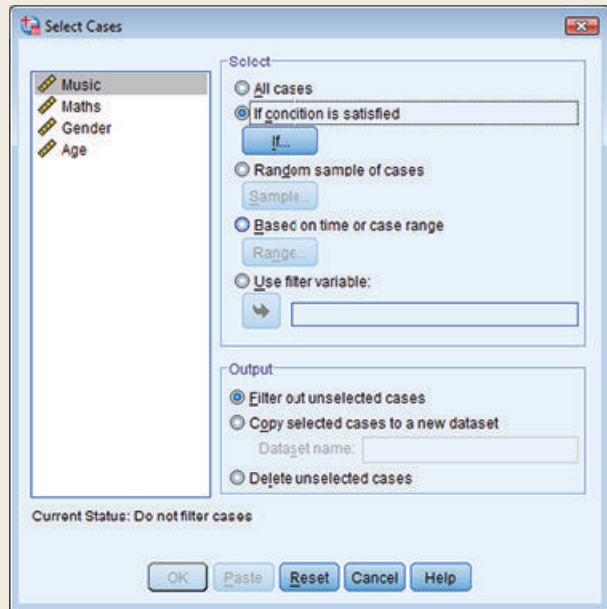 Select Cases
Music
Maths
Gender
Age
Select
All cases
If condition is satisfied
If...
Random sample of cases
Sample...
Based on time or case range
Range...
Use filter variable:
Output
Filter out unselected cases
Copy selected cases to a new dataset
Dataset name:
Delete unselected cases
Current Status: Do not filter cases
OK Paste Reset Cancel Help